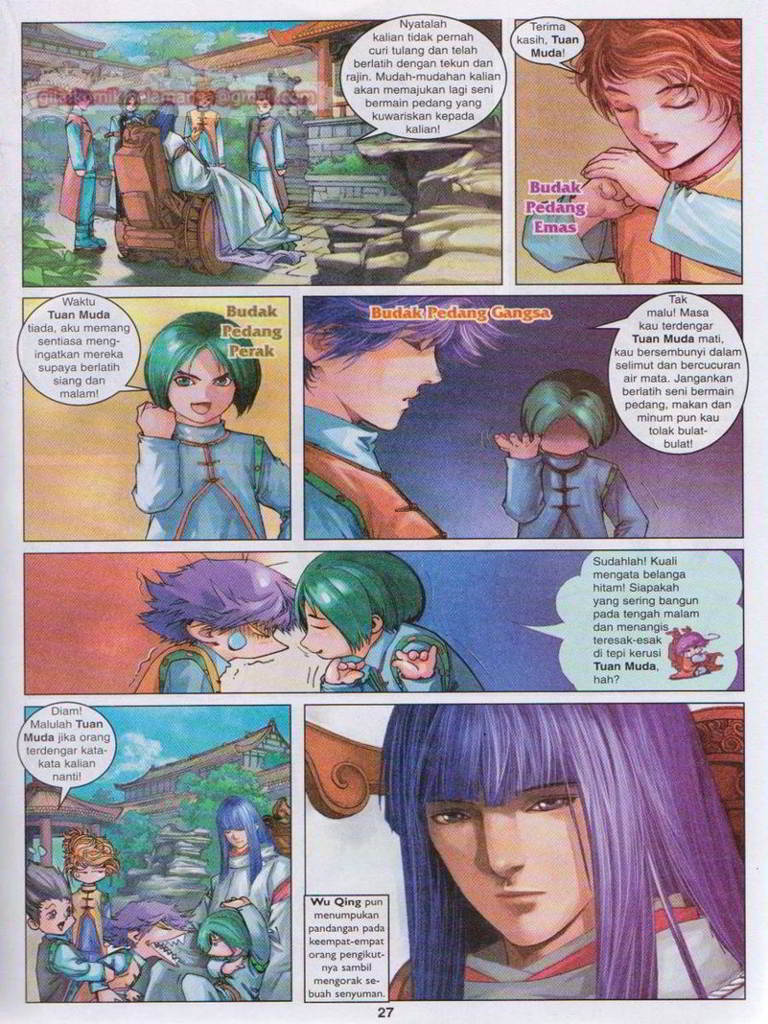 Nyatalah
kalian tidak pernah
curi tulang dan telah
berlatih dengan tekun dan
rajin. Mudah-mudahan kalian
akan memajukan lagi seni
bermain pedang yang
kuwariskan kepada
kalian!
Terima
kasih, Tuan
Muda!
Budak
Pedang
Emas
Waktu
Tuan Muda
tiada, aku memang
sentiasa meng-
ingatkan mereka
supaya berlatih
siang dan
malam!
Budak
Pedang
Perak
Budak Pedang Gangsa
Tak
malu! Masa
kau terdengar
Tuan Muda mati,
kau bersembunyi dalam
selimut dan bercucuran
air mata. Jangankan
berlatih seni bermain
pedang, makan dan
minum pun kau
tolak bulat-
bulat!
Sudahlah! Kuali
mengata belanga
hitam! Siapakah
yang sering bangun
pada tengah malam
dan menangis
teresak-esak
di tepi kerusi
Tuan Muda,
hah?
Diam!
Malulah Tuan
Muda jika orang
terdengar kata-
kata kalian
nanti!
Wu Qing pun
menumpukan
pandangan pada
keempat-empat
orang pengikut-
nya sambil
mengorak se-
buah senyuman.
27